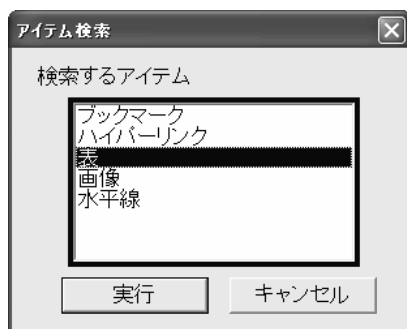 アイテム検索
検索するアイテム
ブックマーク
ハイパーリンク
表
画像
水平線
実行
キャンセル